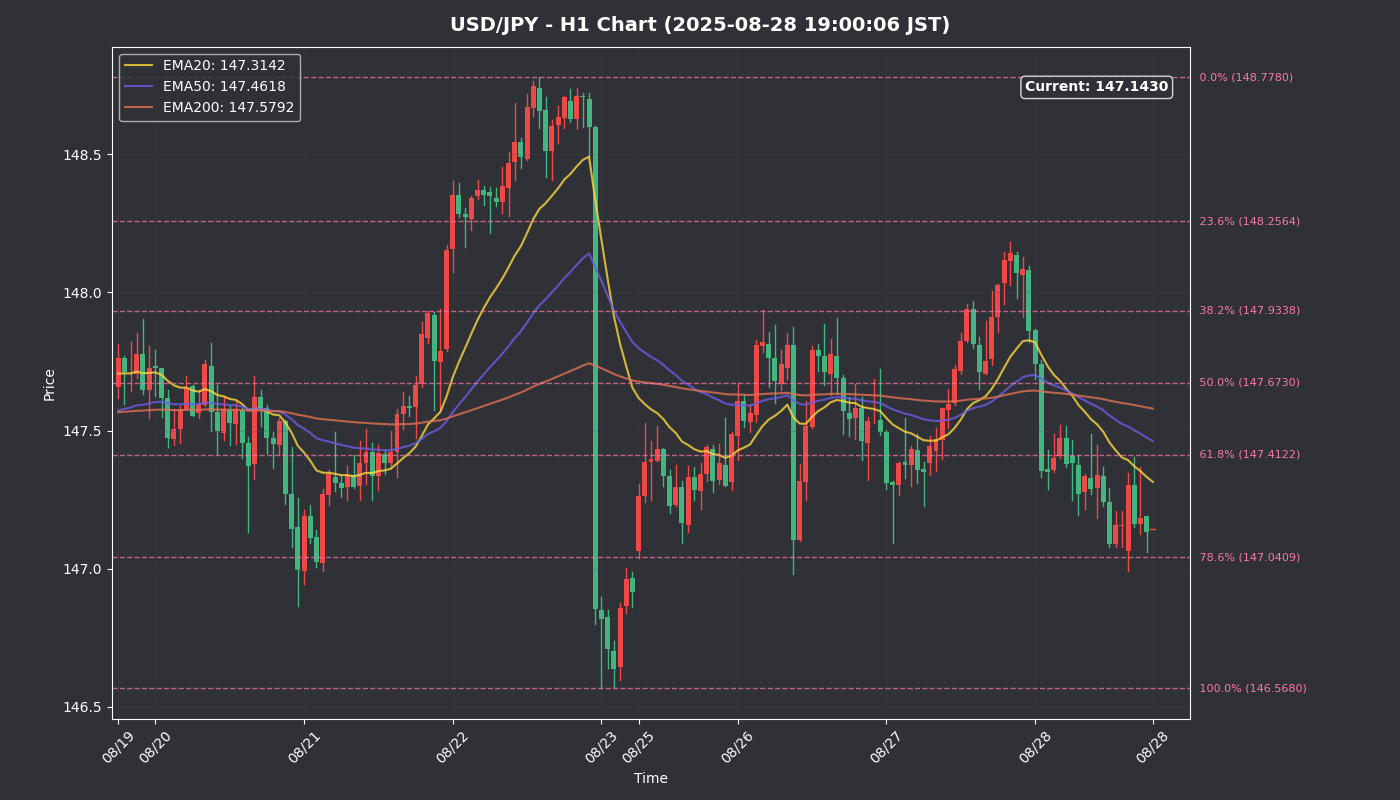 USD/JPY - H1 Chart (2025-08-28 19:00:06 JST)
EMA20: 147.3142
EMA50: 147.4618
EMA200: 147.5792
Current: 147.1430
0.0% (148.7780)
23.6% (148.2564)
38.2% (147.9338)
50.0% (147.6730)
61.8% (147.4122)
78.6% (147.0409)
100.0% (146.5680)
Price
148.5
148.0
147.5
147.0
146.5
08/19 08/20 08/21 08/22 08/23 08/25 08/26 08/27 08/28 08/28
Time